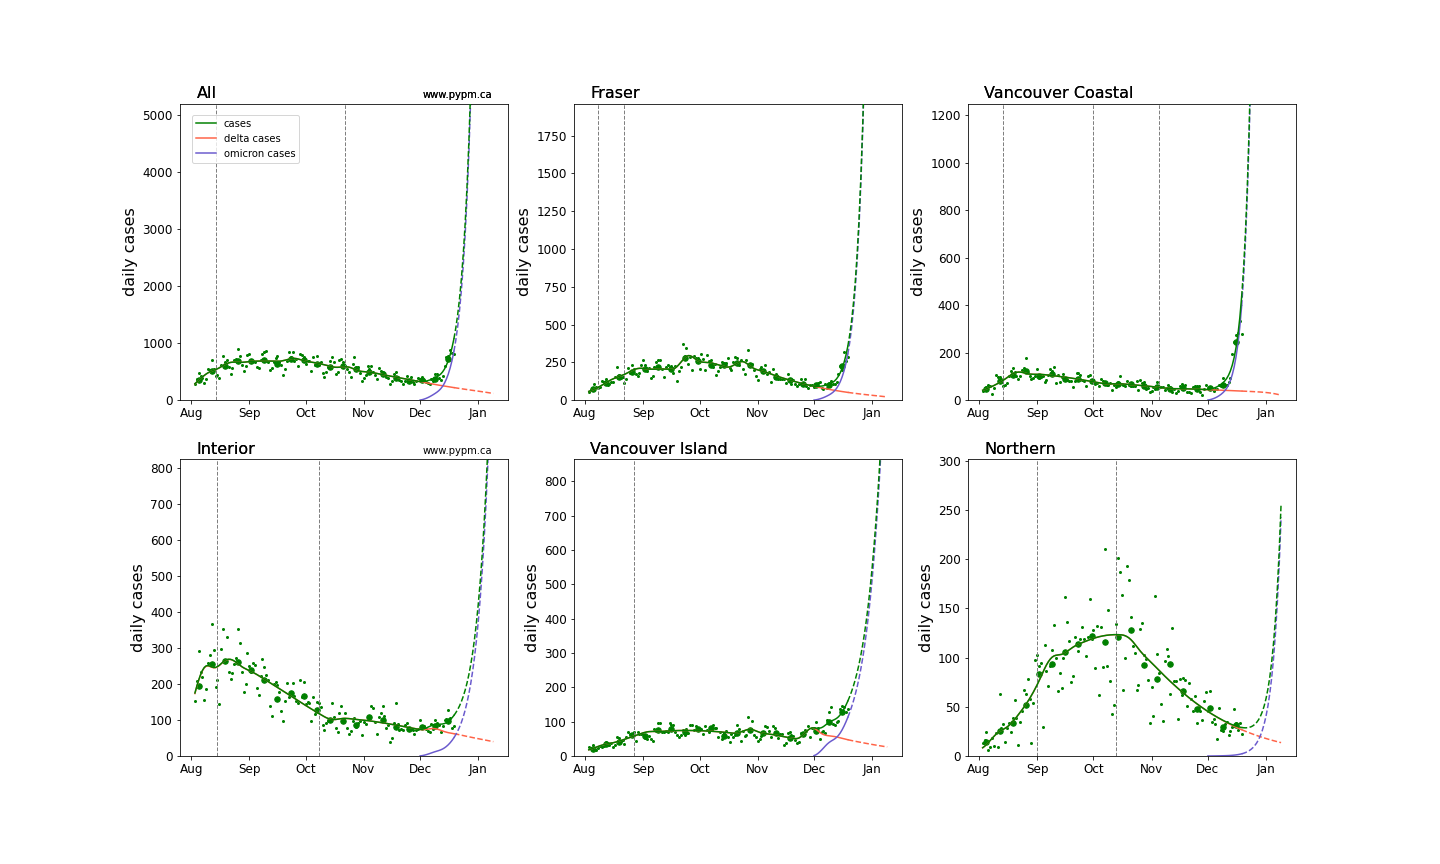 All
www.pypm.ca
Fraser
Vancouver Coastal
cases
delta cases
omicron cases
daily cases
5000
4000
3000
2000
1000
0
Aug Sep Oct Nov Dec Jan
daily cases
1750
1500
1250
1000
750
500
250
0
Aug Sep Oct Nov Dec Jan
daily cases
1200
1000
800
600
400
200
0
Aug Sep Oct Nov Dec Jan
Interior
www.pypm.ca
Vancouver Island
Northern
daily cases
800
700
600
500
400
300
200
100
0
Aug Sep Oct Nov Dec Jan
daily cases
800
700
600
500
400
300
200
100
0
Aug Sep Oct Nov Dec Jan
daily cases
300
250
200
150
100
50
0
Aug Sep Oct Nov Dec Jan